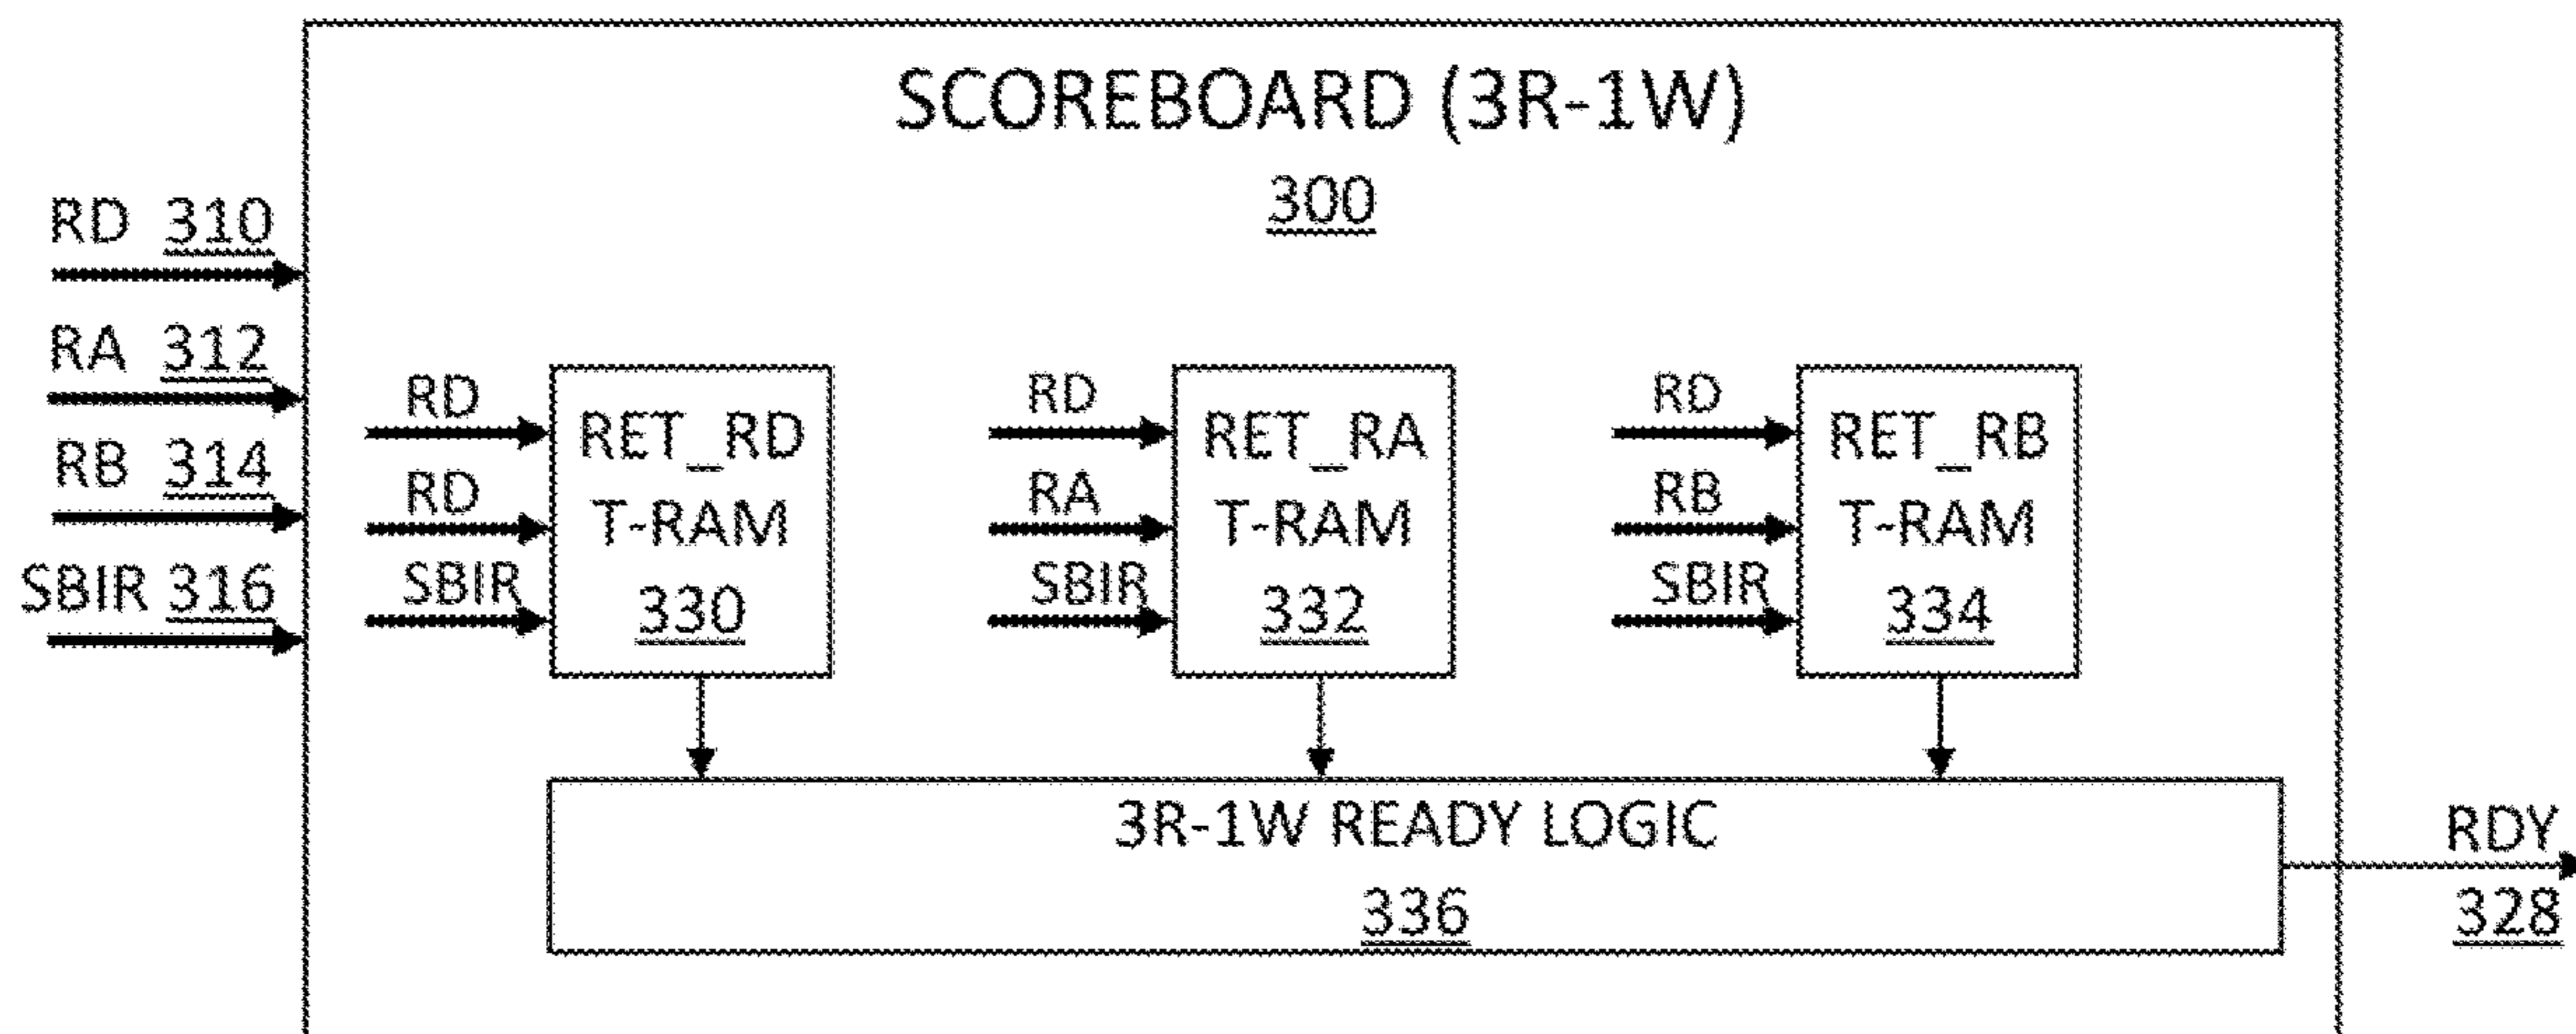 SCOREBOARD (3R-1W)
300
RD 310
RA 312
RB 314
SBIR 316
RD
RD
SBIR
RET_RD
T-RAM
330
RD
RA
SBIR
RET_RA
T-RAM
332
RD
RB
SBIR
RET_RB
T-RAM
334
3R-1W READY LOGIC
336
RDY
328